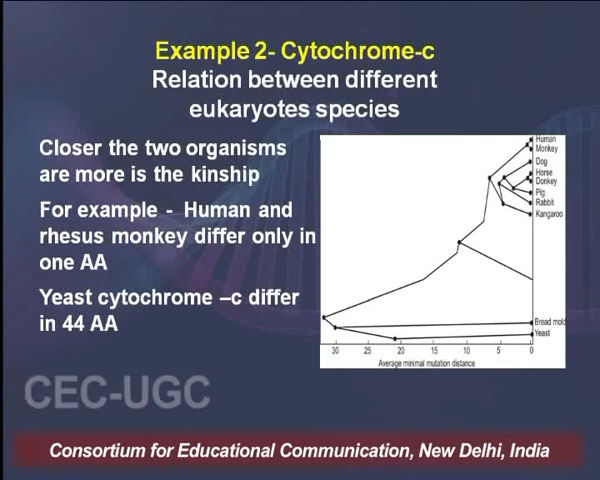 Example 2- Cytochrome-c
Relation between different
eukaryotes species
Closer the two organisms
are more is the kinship
For example - Human and
rhesus monkey differ only in
one AA
Yeast cytochrome –c differ
in 44 AA
Human
Monkey
Dog
Horse
Donkey
Pig
Rabbit
Kangaroo
Bread mold
Yeast
30 25 20 15 10 5 0
Average minimal mutation distance
CEC-UGC
Consortium for Educational Communication, New Delhi, India